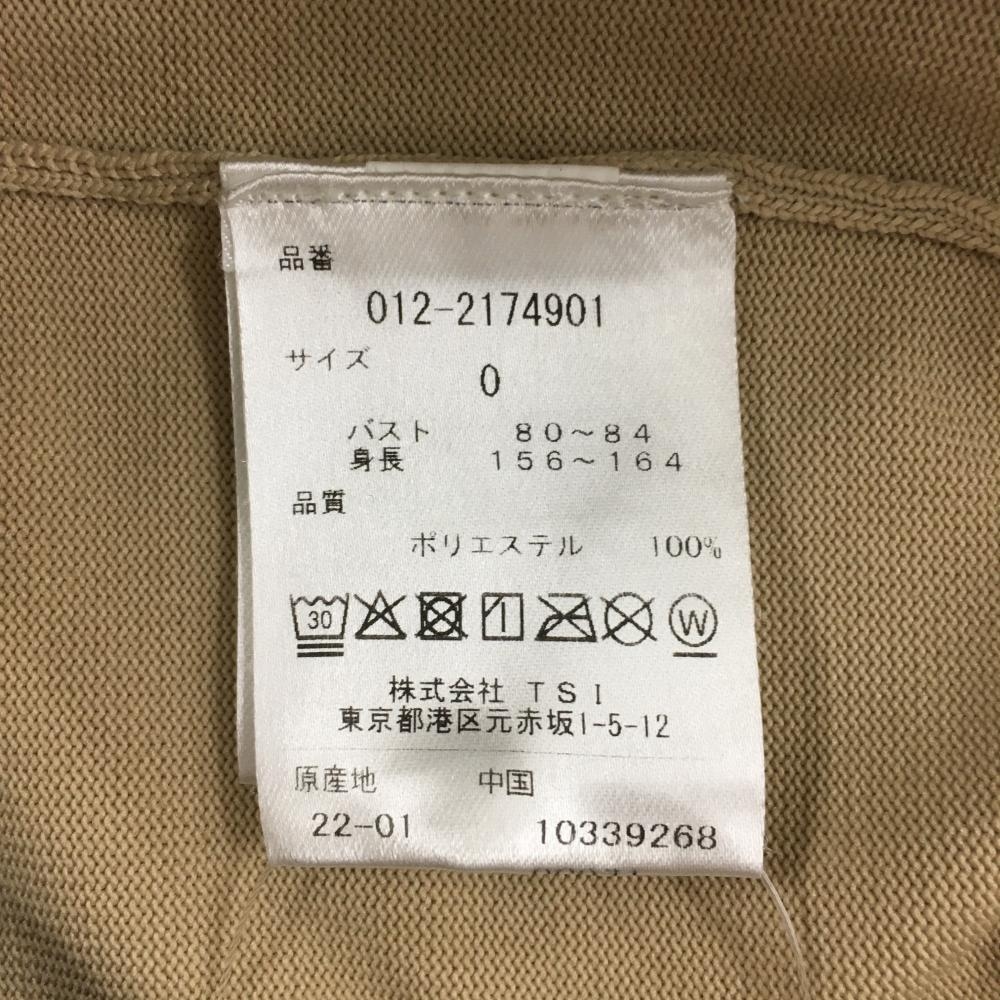 品番
012-2174901
サイズ
0
バスト 80～84
身長 156～164
品質
ポリエステル 100%
30 W
株式会社 TSI
東京都港区元赤坂1-5-12
原産地 中国
22-01 10339268